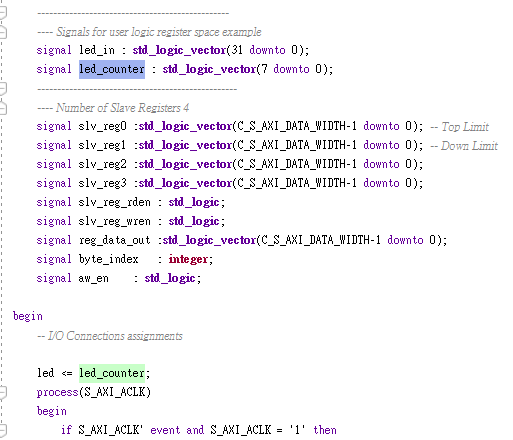 ------------------------------------------------
---- Signals for user logic register space example
signal led_in : std_logic_vector(31 downto 0);
signal led_counter : std_logic_vector(7 downto 0);
--------------------------------------------------
---- Number of Slave Registers 4
signal slv_reg0 :std_logic_vector(C_S_AXI_DATA_WIDTH-1 downto 0); -- Top Limit
signal slv_reg1 :std_logic_vector(C_S_AXI_DATA_WIDTH-1 downto 0); -- Down Limit
signal slv_reg2 :std_logic_vector(C_S_AXI_DATA_WIDTH-1 downto 0);
signal slv_reg3 :std_logic_vector(C_S_AXI_DATA_WIDTH-1 downto 0);
signal slv_reg_rden : std_logic;
signal slv_reg_wren : std_logic;
signal reg_data_out :std_logic_vector(C_S_AXI_DATA_WIDTH-1 downto 0);
signal byte_index : integer;
signal aw_en : std_logic;
begin
-- I/O Connections assignments
led <= led_counter;
process(S_AXI_ACLK)
begin
if S_AXI_ACLK' event and S_AXI_ACLK = '1' then